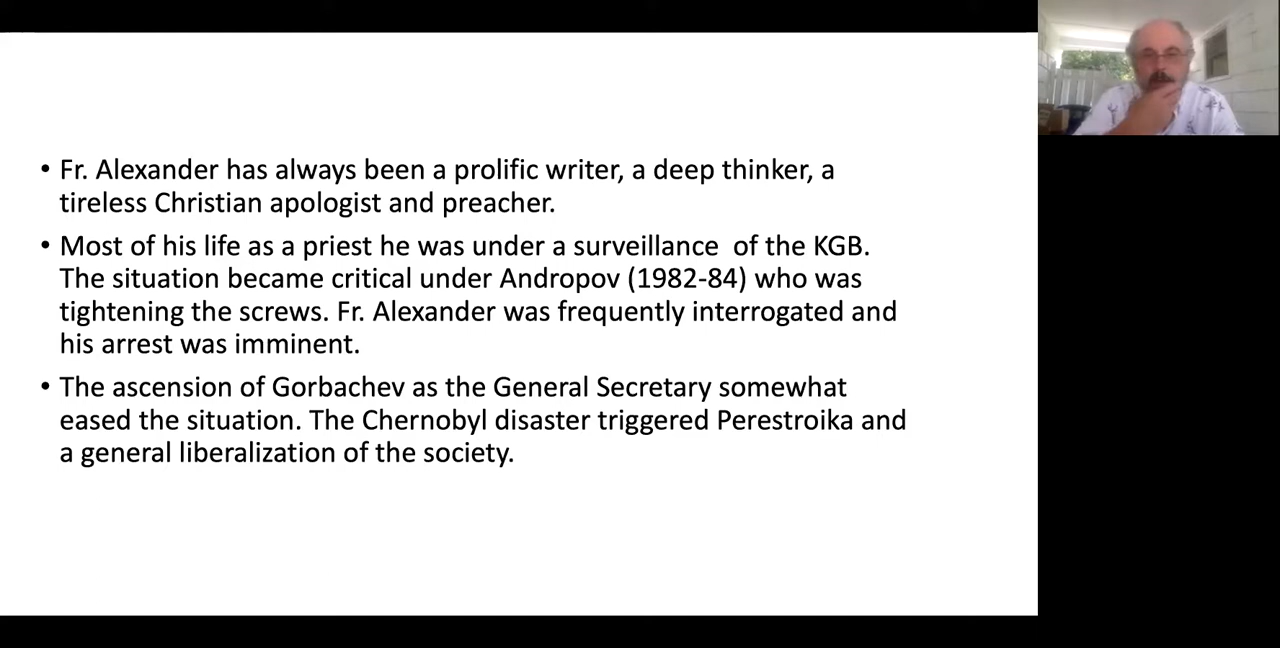 • Fr. Alexander has always been a prolific writer, a deep thinker, a
tireless Christian apologist and preacher.
• Most of his life as a priest he was under a surveillance  of the KGB.
The situation became critical under Andropov (1982-84) who was
tightening the screws. Fr. Alexander was frequently interrogated and
his arrest was imminent.
• The ascension of Gorbachev as the General Secretary somewhat
eased the situation. The Chernobyl disaster triggered Perestroika and
a general liberalization of the society.